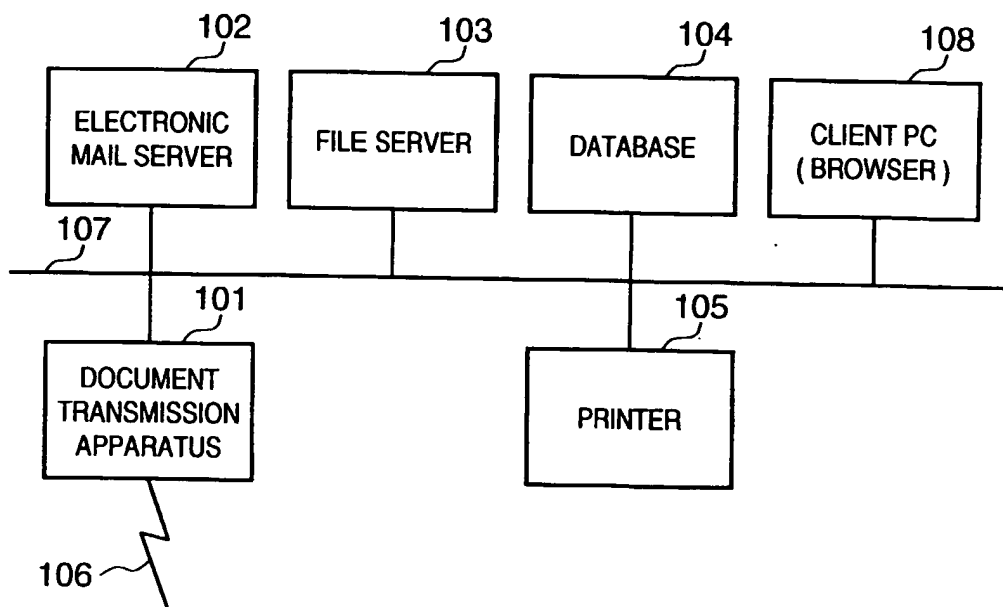 102
103
104
108
ELECTRONIC
MAIL SERVER
FILE SERVER
DATABASE
CLIENT PC
( BROWSER )
107
101
105
DOCUMENT
TRANSMISSION
APPARATUS
PRINTER
106